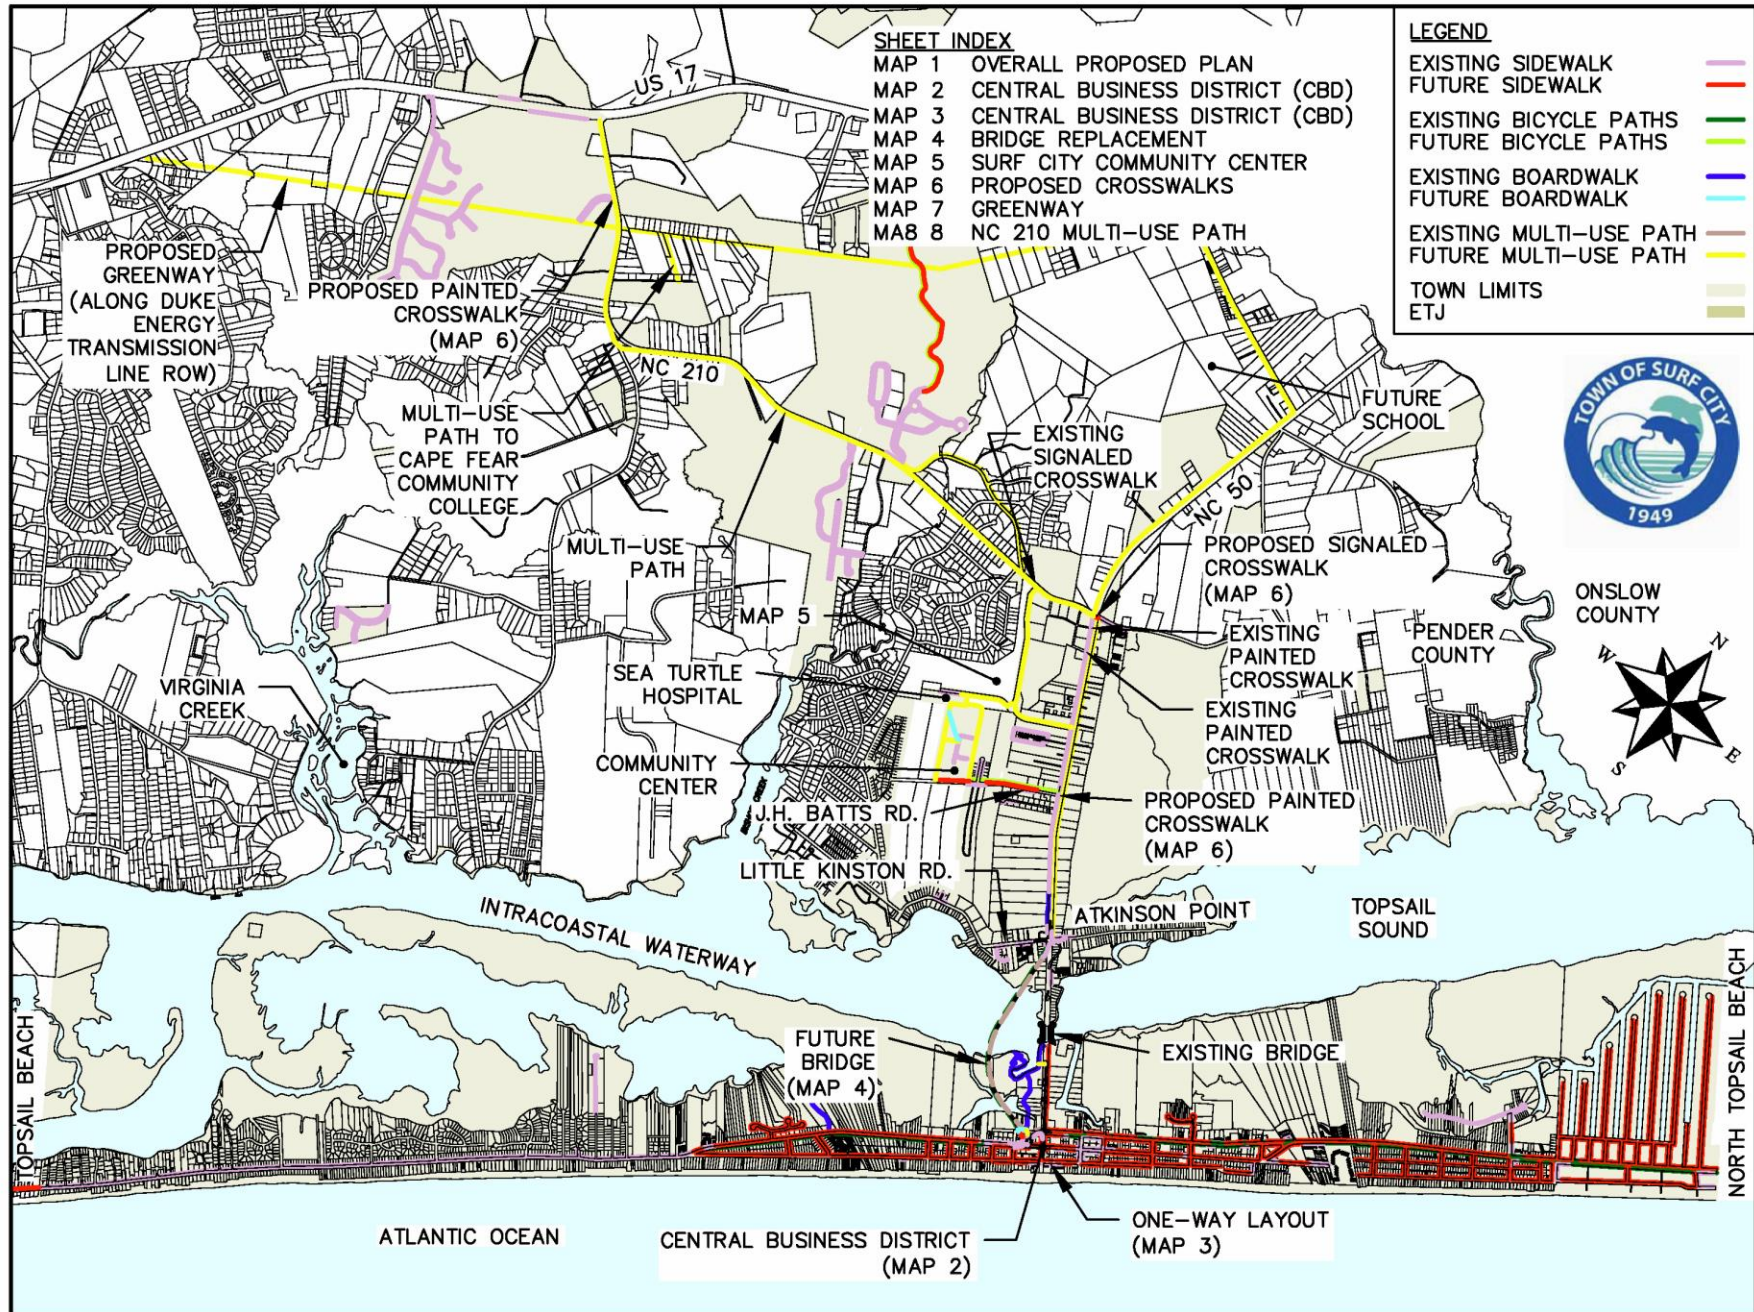 SHEET INDEX
MAP 1 OVERALL PROPOSED PLAN
MAP 2 CENTRAL BUSINESS DISTRICT (CBD)
MAP 3 CENTRAL BUSINESS DISTRICT (CBD)
MAP 4 BRIDGE REPLACEMENT
MAP 5 SURF CITY COMMUNITY CENTER
MAP 6 PROPOSED CROSSWALKS
MAP 7 GREENWAY
MA8 8 NC 210 MULTI-USE PATH
LEGEND
EXISTING SIDEWALK
FUTURE SIDEWALK
EXISTING BICYCLE PATHS
FUTURE BICYCLE PATHS
EXISTING BOARDWALK
FUTURE BOARDWALK
EXISTING MULTI-USE PATH
FUTURE MULTI-USE PATH
TOWN LIMITS
ETJ
US 17
PROPOSED
GREENWAY
(ALONG DUKE
ENERGY
TRANSMISSION
LINE ROW)
PROPOSED PAINTED
CROSSWALK
(MAP 6)
NC 210
MULTI-USE
PATH TO
CAPE FEAR
COMMUNITY
COLLEGE
FUTURE
SCHOOL
TOWN OF SURF CITY
1949
EXISTING
SIGNALED
CROSSWALK
NC 50
MULTI-USE
PATH
PROPOSED SIGNALED
CROSSWALK
(MAP 6)
ONSLOW
COUNTY
MAP 5
EXISTING
PAINTED
CROSSWALK
PENDER
COUNTY
N
W
E
S
SEA TURTLE
HOSPITAL
VIRGINIA
CREEK
EXISTING
PAINTED
CROSSWALK
COMMUNITY
CENTER
J.H. BATTS RD.
PROPOSED PAINTED
CROSSWALK
(MAP 6)
CREEK
LITTLE KINSTON RD.
INTRACOASTAL WATERWAY
ATKINSON POINT
TOPSAIL
SOUND
TOPSAIL BEACH
FUTURE
BRIDGE
(MAP 4)
EXISTING BRIDGE
NORTH TOPSAIL BEACH
ATLANTIC OCEAN
CENTRAL BUSINESS DISTRICT
(MAP 2)
ONE-WAY LAYOUT
(MAP 3)